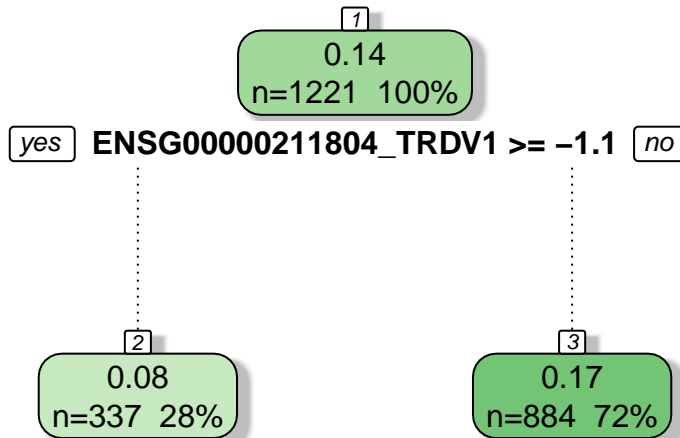 1
0.14
n=1221 100%
yes ENSG00000211804_TRDV1 >= −1.1 no
2
0.08
n=337 28%
3
0.17
n=884 72%